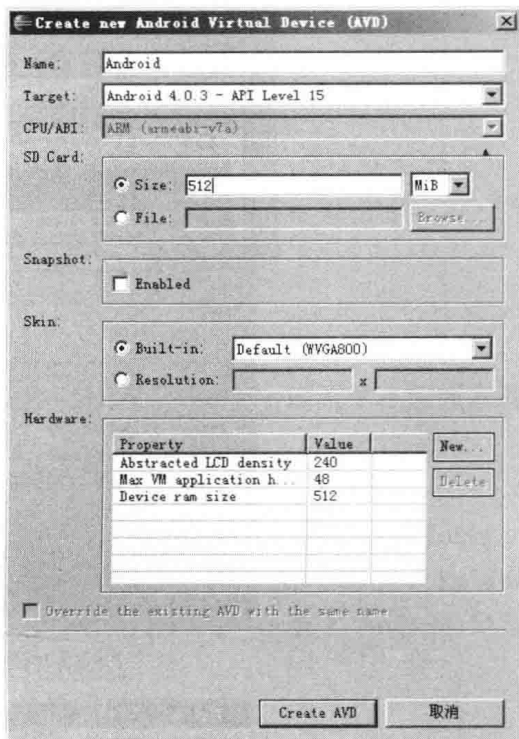 Create new Android Virtual Device (AVD)
Name: Android
Target: Android 4.0.3 - API Level 15
CPU/ABI: ARM (armeabi-v7a)
SD Card:
Size: 512 MiB
File: Browse...
Snapshot:
Enabled
Skin:
Built-in: Default (WVGA800)
Resolution: x
Hardware:
Property Value New...
Abstracted LCD density 240
Max VM application h... 48 Delete
Device ram size 512
Override the existing AVD with the same name
Create AVD 取消